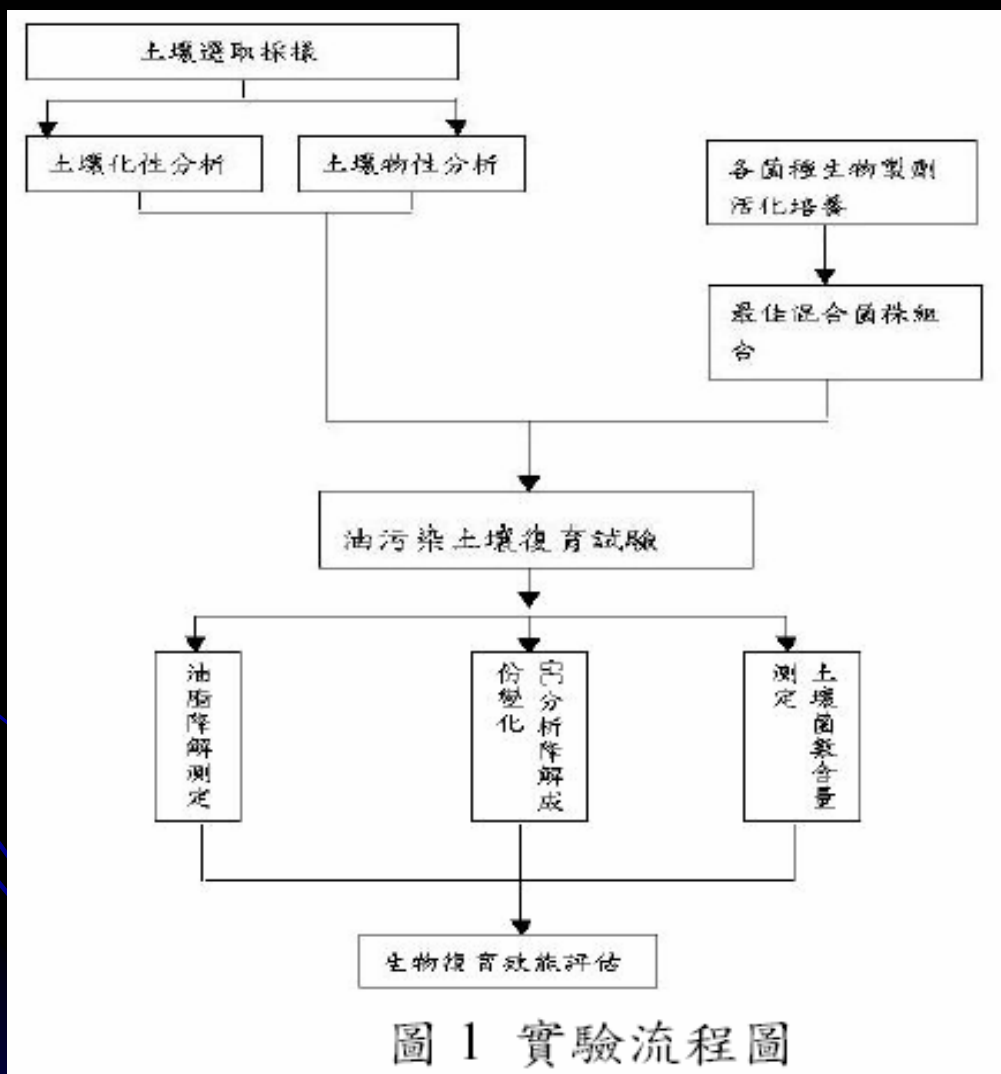 土壤選取採樣
土壤化性分析
土壤物性分析
各菌種生物製劑
活化培養
最佳混合菌株組
合
油污染土壤復育試驗
油脂降解測定
分析降解成
份變化
土壤菌數含量
測定
生物復育效能評估
圖 1 實驗流程圖